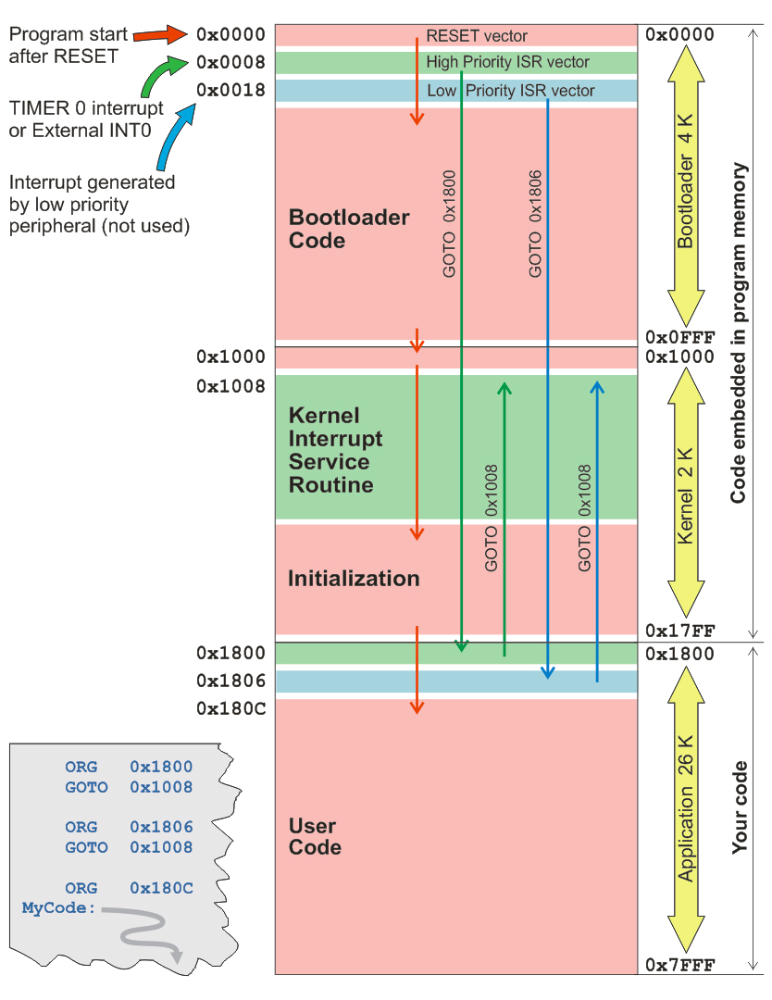 Program start
after RESET
0x0000
0x0008
0x0018
TIMER 0 interrupt
or External INT0
Interrupt generated
by low priority
peripheral (not used)
RESET vector
High Priority ISR vector
Low Priority ISR vector
Bootloader
Code
GOTO 0x1800
GOTO 0x1806
0x0000
Bootloader 4 K
0x0FFF
Code embedded in program memory
0x1000
0x1008
Kernel
Interrupt
Service
Routine
GOTO 0x1008
GOTO 0x1008
Initialization
0x1000
Kernel 2 K
0x17FF
0x1800
0x1806
0x180C
User
Code
0x1800
Application 26 K
0x7FFF
Your code
ORG 0x1800
GOTO 0x1008
ORG 0x1806
GOTO 0x1008
ORG 0x180C
MyCode: